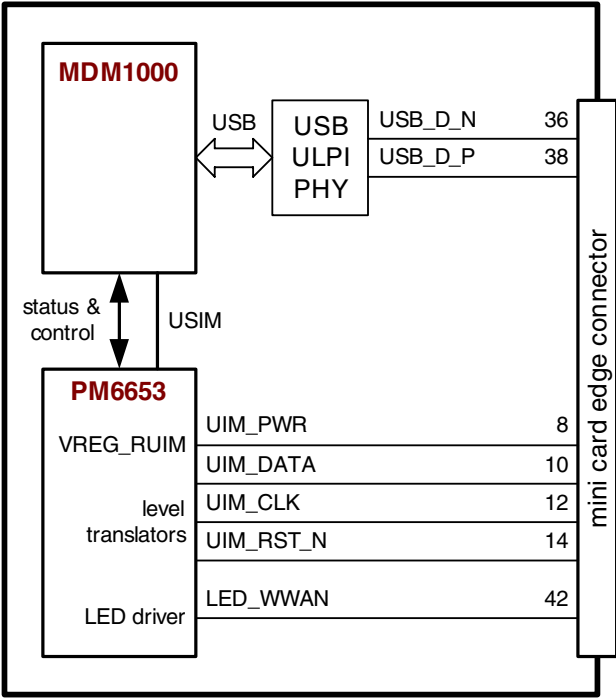 MDM1000
USB
USB
ULPI
PHY
USB_D_N 36
USB_D_P 38
status &
control
USIM
mini card edge connector
PM6653
VREG_RUIM
UIM_PWR 8
UIM_DATA 10
level
translators
UIM_CLK 12
UIM_RST_N 14
LED driver
LED_WWAN 42